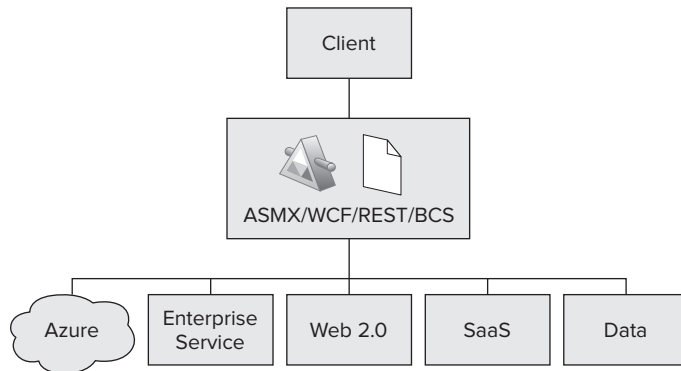 Client
ASMX/WCF/REST/BCS
Azure
Enterprise
Service
Web 2.0
SaaS
Data